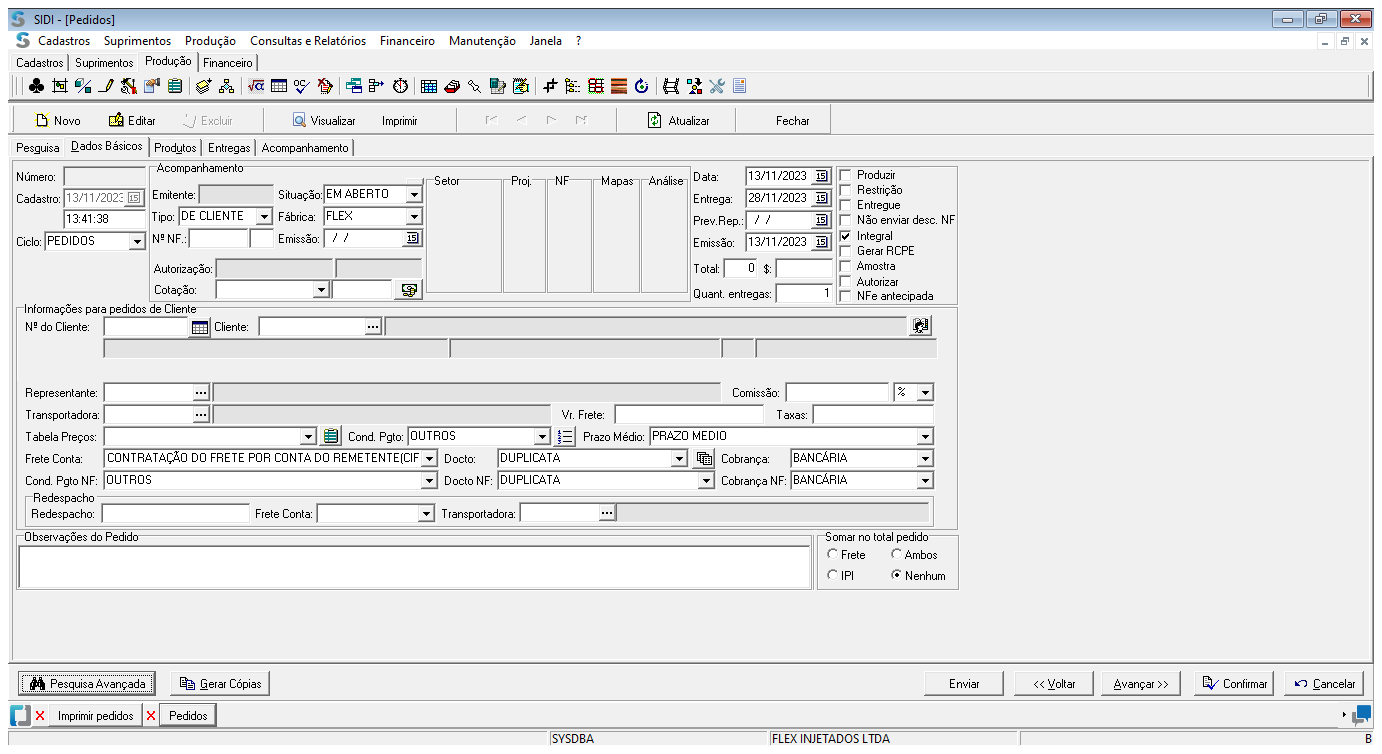 SIDI - [Pedidos]
Cadastros Suprimentos Produção Consultas e Relatórios Financeiro Manutenção Janela ?
Cadastros Suprimentos Produção Financeiro
Novo Editar Excluir Visualizar Imprimir Atualizar Fechar
Pesquisa Dados Básicos Produtos Entregas Acompanhamento
Acompanhamento
Número:
Cadastro: 13/11/2023 15
13:41:38
Ciclo: PEDIDOS
Emitente: Situação: EM ABERTO
Tipo: DE CLIENTE Fábrica: FLEX
Nº NF.: Emissão: / / 15
Autorização:
Cotação:
Setor Proj. NF Mapas Análise
Data: 13/11/2023 15
Entrega: 28/11/2023 15
Prev.Rep.: / / 15
Emissão: 13/11/2023 15
Total: 0 $:
Quant. entregas: 1
Produzir
Restrição
Entregue
Não enviar desc. NF
Integral
Gerar RCPE
Amostra
Autorizar
NFe antecipada
Informações para pedidos de Cliente
Nº do Cliente: Cliente: ...
Representante: ... Comissão: %
Transportadora: ... Vr. Frete: Taxas:
Tabela Preços: Cond. Pgto: OUTROS Prazo Médio: PRAZO MEDIO
Frete Conta: CONTRATAÇÃO DO FRETE POR CONTA DO REMETENTE(CIF Docto: DUPLICATA Cobrança: BANCÁRIA
Cond. Pgto NF: OUTROS Docto NF: DUPLICATA Cobrança NF: BANCÁRIA
Redespacho
Redespacho: Frete Conta: Transportadora: ...
Observações do Pedido
Somar no total pedido
Frete Ambos
IPI Nenhum
Pesquisa Avançada Gerar Cópias Enviar << Voltar Avançar >> Confirmar Cancelar
Imprimir pedidos Pedidos
SYSDBA FLEX INJETADOS LTDA B